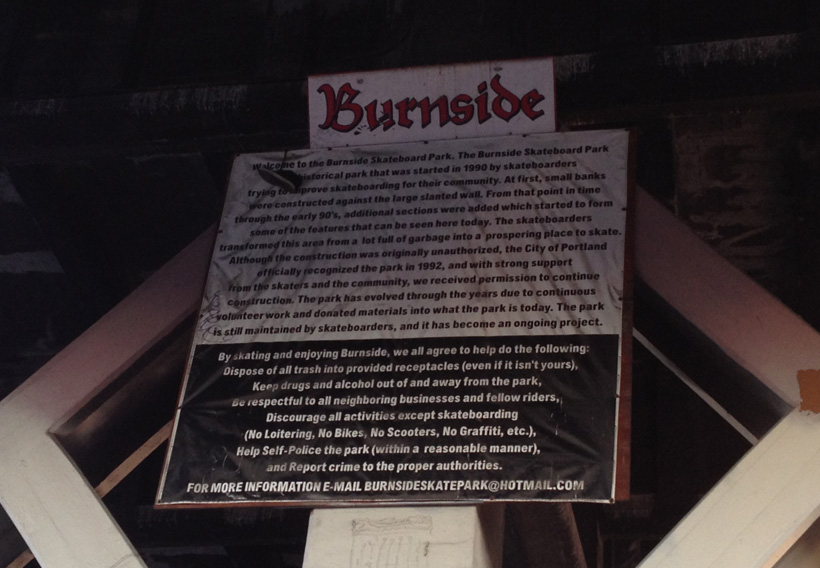 Burnside
Welcome to the Burnside Skateboard Park. The Burnside Skateboard Park
historical park that was started in 1990 by skateboarders
trying to improve skateboarding for their community. At first, small banks
were constructed against the large slanted wall. From that point in time
through the early 90's, additional sections were added which started to form
some of the features that can be seen here today. The skateboarders
transformed this area from a lot full of garbage into a prospering place to skate.
Although the construction was originally unauthorized, the City of Portland
officially recognized the park in 1992, and with strong support
from the skaters and the community, we received permission to continue
construction. The park has evolved through the years due to continuous
volunteer work and donated materials into what the park is today. The park
is still maintained by skateboarders, and it has become an ongoing project.
By skating and enjoying Burnside, we all agree to help do the following:
Dispose of all trash into provided receptacles (even if it isn't yours),
Keep drugs and alcohol out of and away from the park,
Be respectful to all neighboring businesses and fellow riders,
Discourage all activities except skateboarding
(No Loitering, No Bikes, No Scooters, No Graffiti, etc.),
Help Self-Police the park (within a reasonable manner),
and Report crime to the proper authorities.
FOR MORE INFORMATION E-MAIL BURNSIDESKATEPARK@HOTMAIL.COM